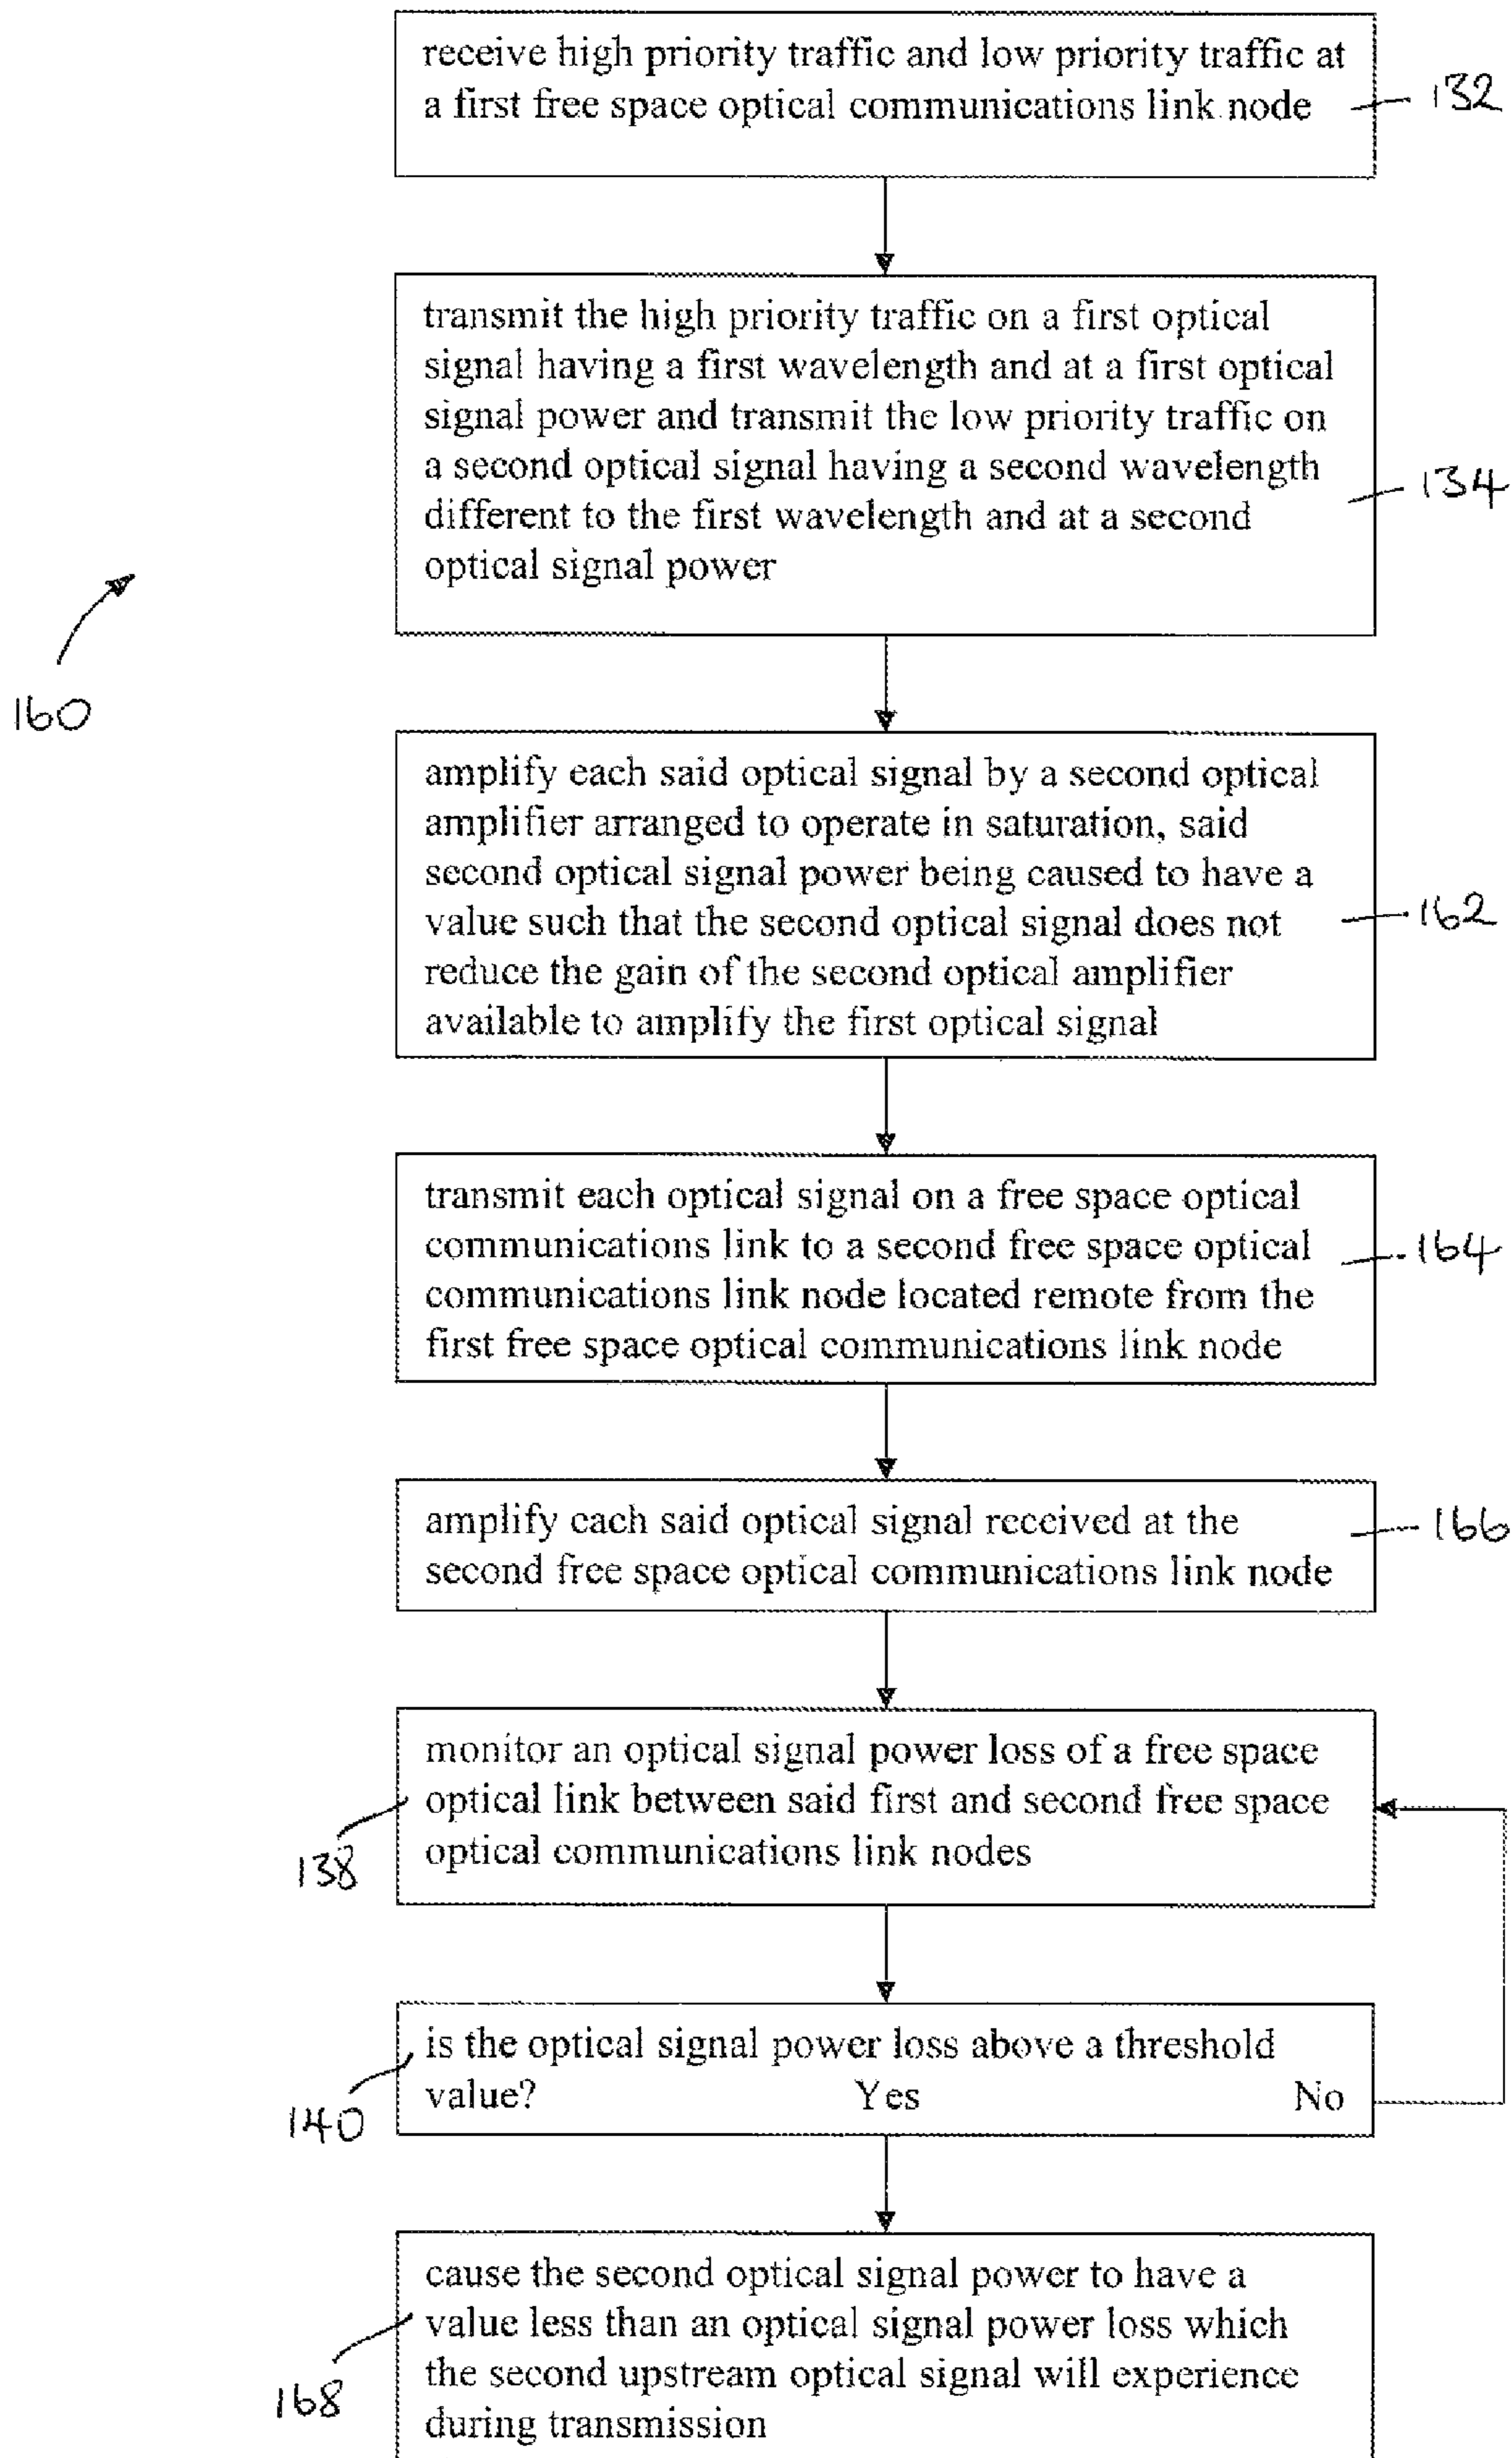 receive high priority traffic and low priority traffic at
a first free space optical communications link node
132
transmit the high priority traffic on a first optical
signal having a first wavelength and at a first optical
signal power and transmit the low priority traffic on
a second optical signal having a second wavelength
different to the first wavelength and at a second
optical signal power
134
160
amplify each said optical signal by a second optical
amplifier arranged to operate in saturation, said
second optical signal power being caused to have a
value such that the second optical signal does not
reduce the gain of the second optical amplifier
available to amplify the first optical signal
162
transmit each optical signal on a free space optical
communications link to a second free space optical
communications link node located remote from the
first free space optical communications link node
164
amplify each said optical signal received at the
second free space optical communications link node
166
monitor an optical signal power loss of a free space
optical link between said first and second free space
optical communications link nodes
138
is the optical signal power loss above a threshold
value? Yes No
140
cause the second optical signal power to have a
value less than an optical signal power loss which
the second upstream optical signal will experience
during transmission
168